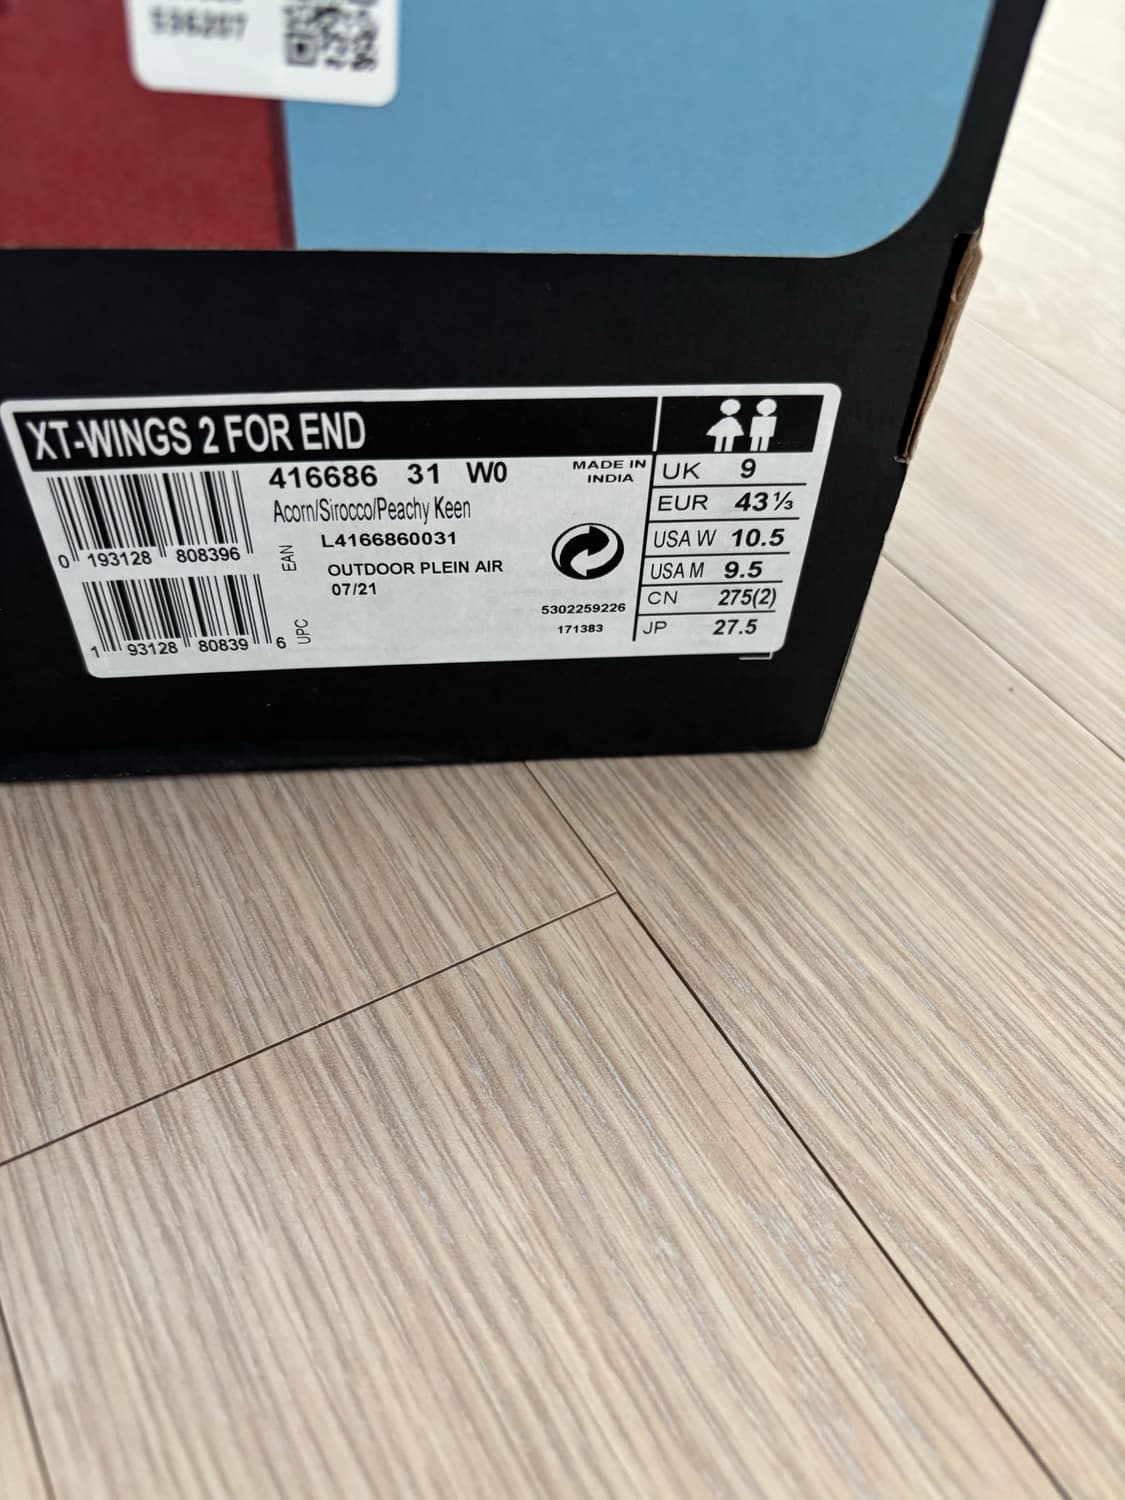 536207
XT-WINGS 2 FOR END
416686 31 W0
Acorn/Sirocco/Peachy Keen
L4166860031
OUTDOOR PLEIN AIR
07/21
MADE IN
INDIA
0 193128 808396
EAN
1 93128 80839 6
UPC
5302259226
171383
UK 9
EUR 43⅓
USA W 10.5
USA M 9.5
CN 275(2)
JP 27.5